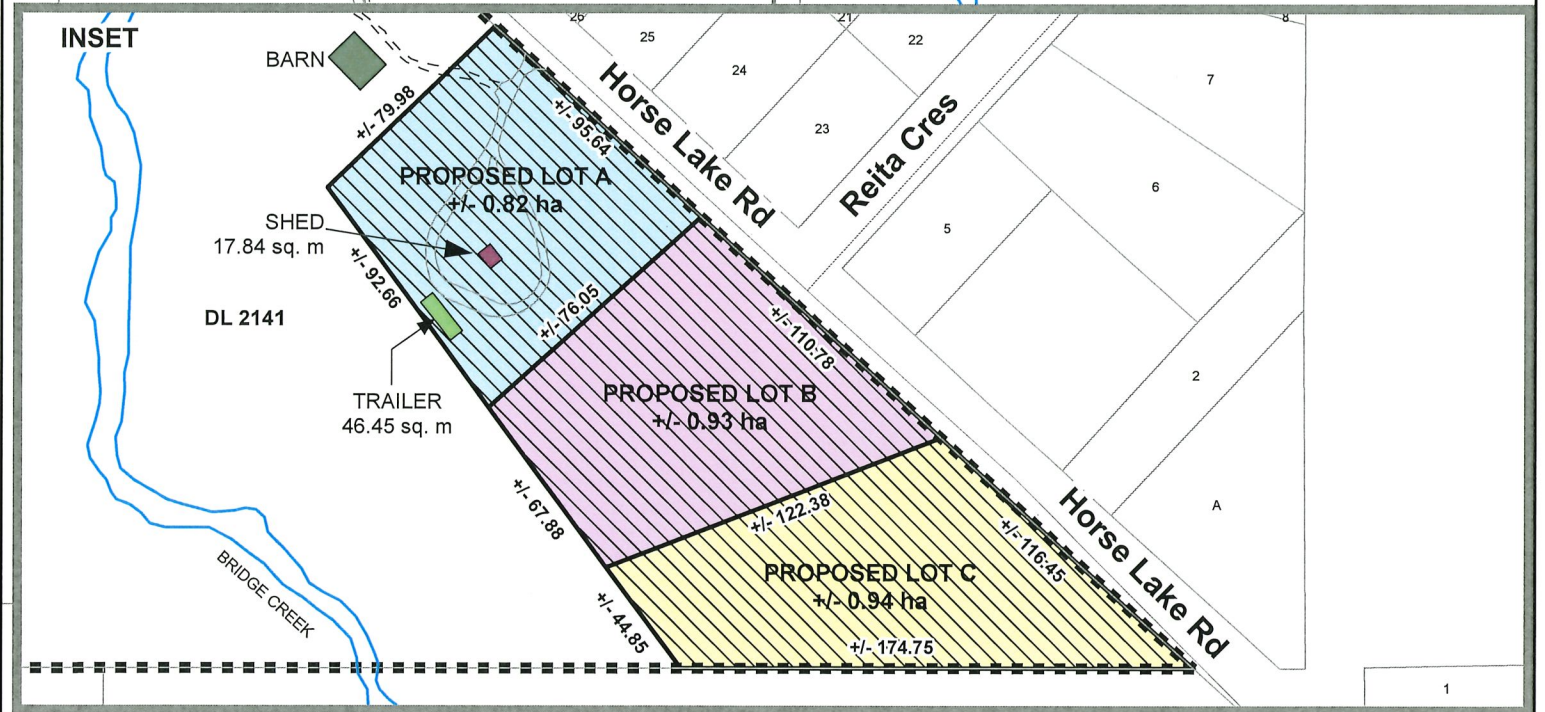 INSET
BARN
26
25
24
23
21
22
8
7
6
5
2
A
1
Horse Lake Rd
Reita Cres
+/- 79.98
+/- 95.64
PROPOSED LOT A
+/- 0.82 ha
SHED
17.84 sq. m
+/- 92.66
+/- 76.05
DL 2141
TRAILER
46.45 sq. m
+/- 110.78
PROPOSED LOT B
+/- 0.93 ha
+/- 67.88
+/- 122.38
Horse Lake Rd
+/- 116.45
PROPOSED LOT C
+/- 0.94 ha
+/- 44.85
+/- 174.75
BRIDGE CREEK